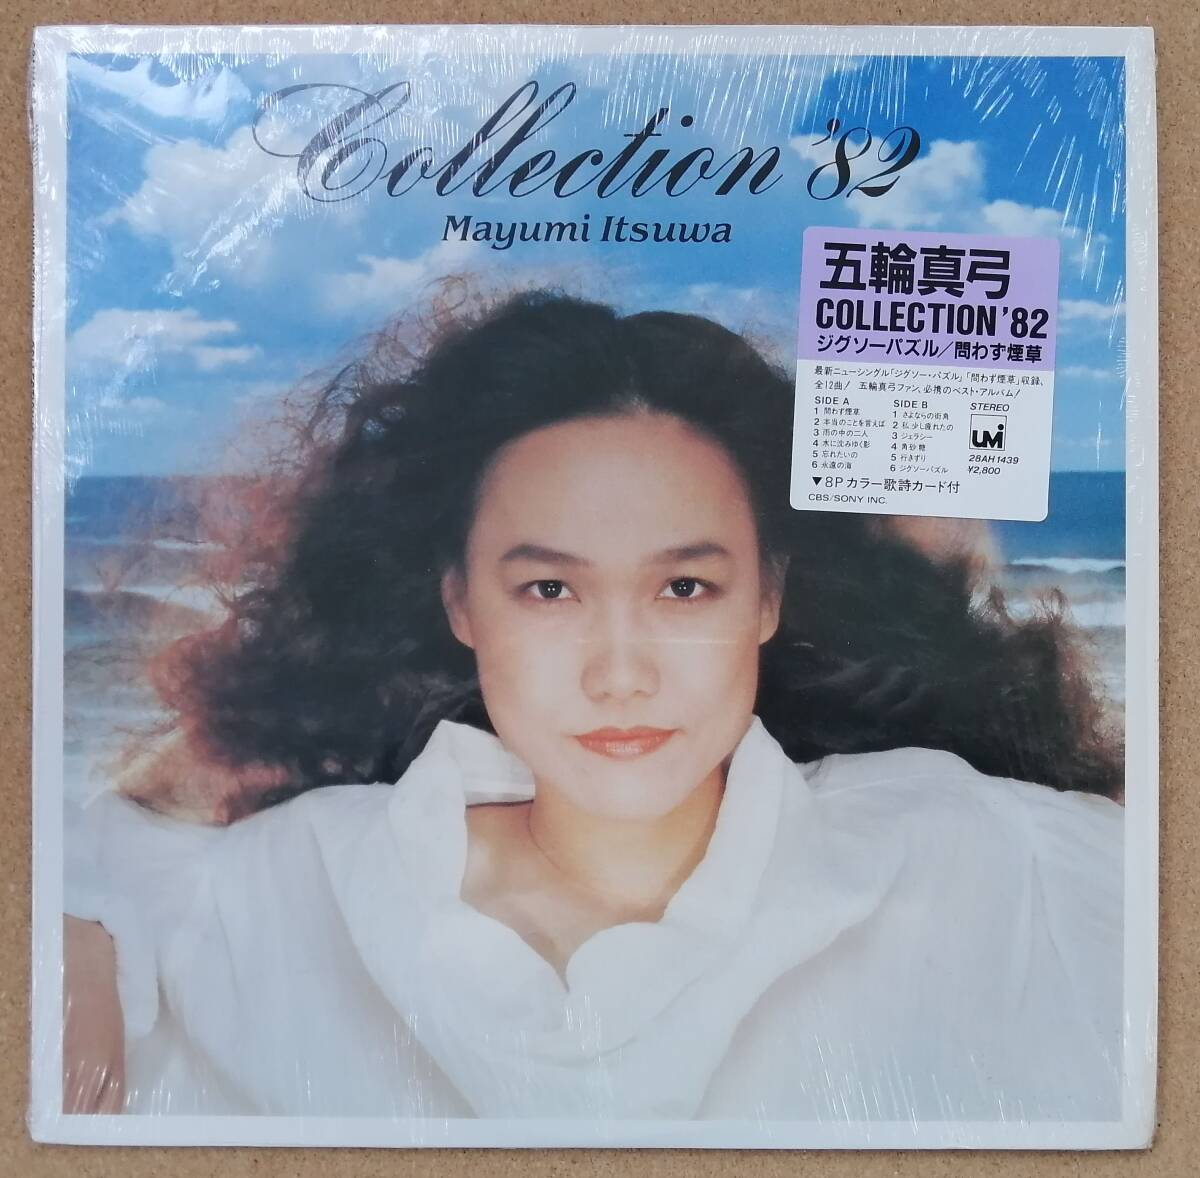 Collection '82
Mayumi Itsuwa
五輪真弓
COLLECTION '82
ジグソーパズル／問わず煙草
最新ニューシングル「ジグソー・パズル」「問わず煙草」収録、
全12曲！ 五輪真弓ファン、必携のベスト・アルバム！
SIDE A
1 問わず煙草
2 本当のことを言えば
3 雨の中の二人
4 水に沈みゆく影
5 忘れたいの
6 永遠の海
SIDE B
1 さよならの街角
2 私、少し疲れたの
3 ジェラシー
4 角砂糖
5 行きずり
6 ジグソーパズル
STEREO
UMI
28AH 1439
¥2,800
▼8P カラー歌詩カード付
CBS/SONY INC.